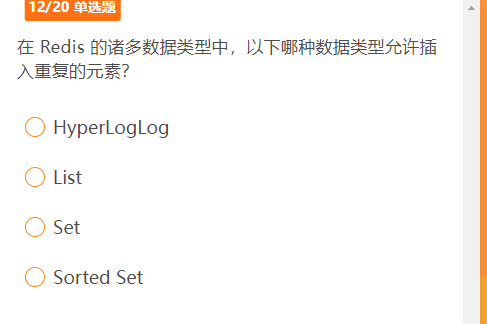 12/20 单选题
在 Redis 的诸多数据类型中，以下哪种数据类型允许插
入重复的元素？
HyperLogLog
List
Set
Sorted Set